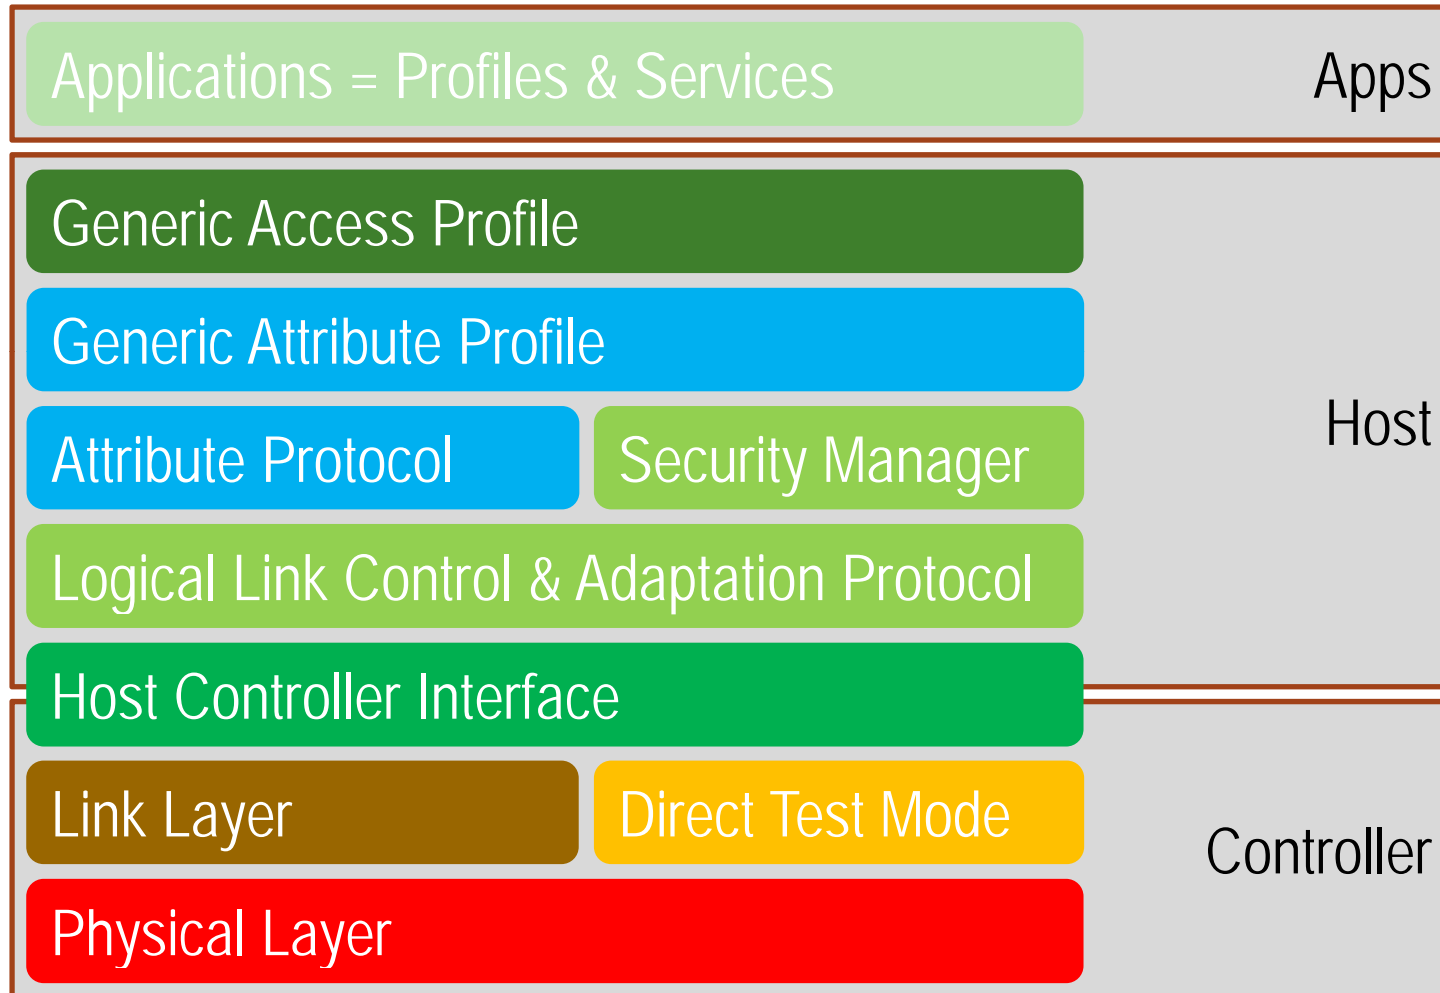 Applications = Profiles & Services
Apps
Generic Access Profile
Generic Attribute Profile
Attribute Protocol
Security Manager
Host
Logical Link Control & Adaptation Protocol
Host Controller Interface
Link Layer
Direct Test Mode
Controller
Physical Layer